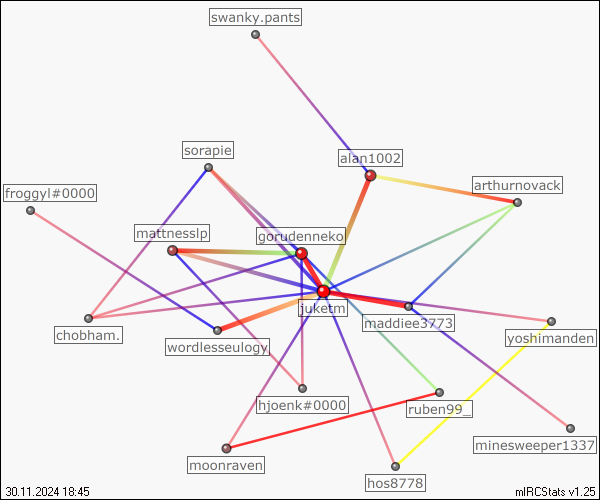 swanky.pants
sorapie
alan1002
froggyl#0000
arthurnovack
mattnesslp
gorudenneko
juketm
maddiee3773
chobham.
wordlesseulogy
yoshimanden
hjoenk#0000
ruben99_
minesweeper1337
moonraven
hos8778
30.11.2024 18:45
mIRCStats v1.25